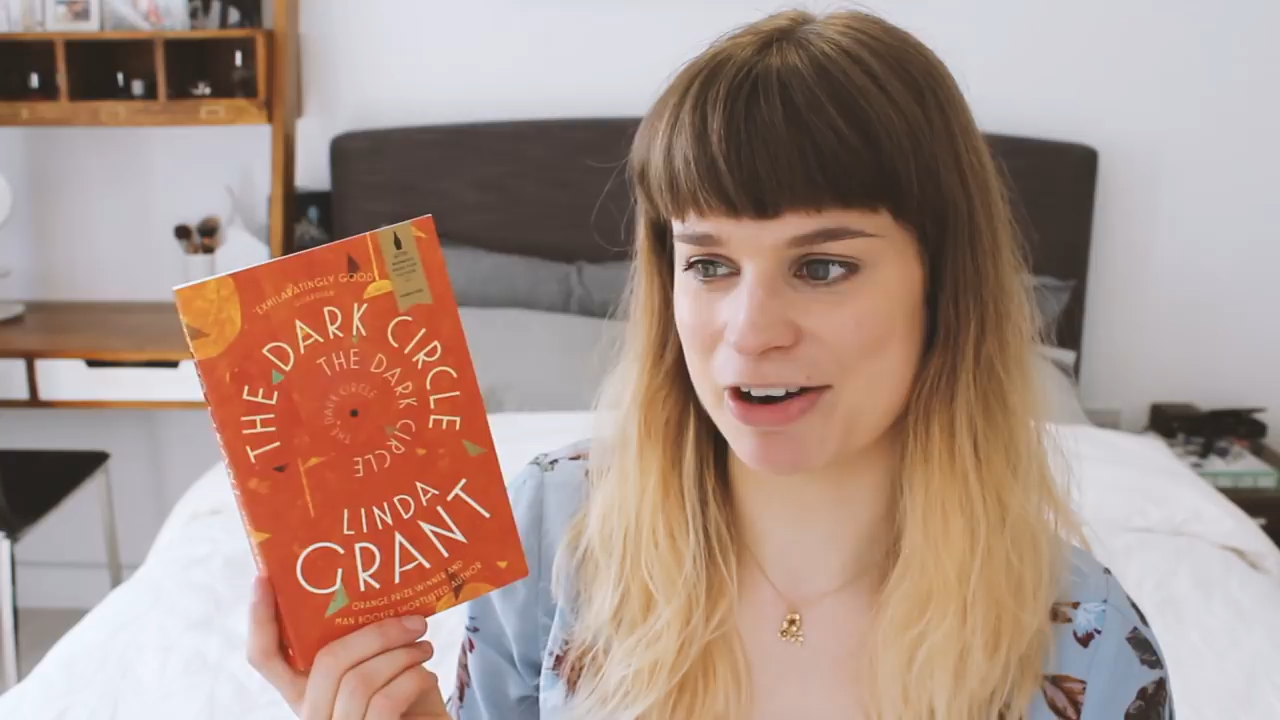 "EXHILARATINGLY GOOD"
GUARDIAN
THE DARK CIRCLE
THE DARK CIRCLE
THE DARK CIRCLE
LINDA
GRANT
ORANGE PRIZE WINNER AND
MAN BOOKER SHORTLISTED AUTHOR